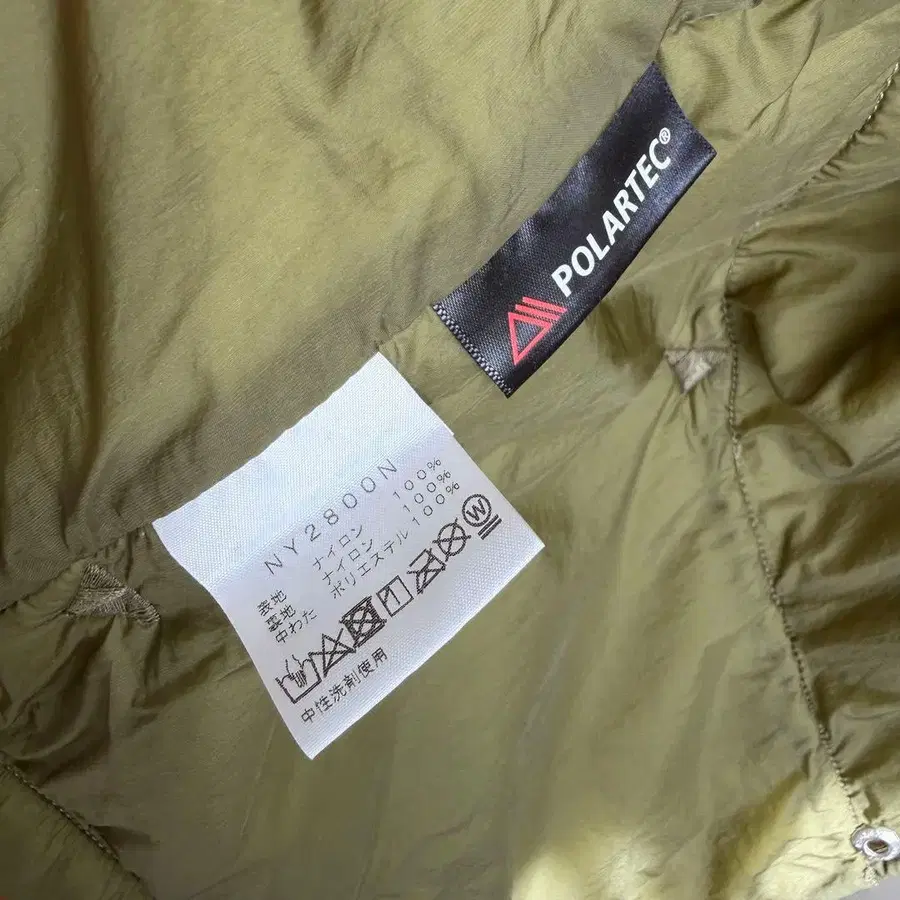 POLARTEC®
NY2800N
表地 ナイロン 100%
裏地 ナイロン 100%
中わた ポリエステル 100%
W
中性洗剤使用